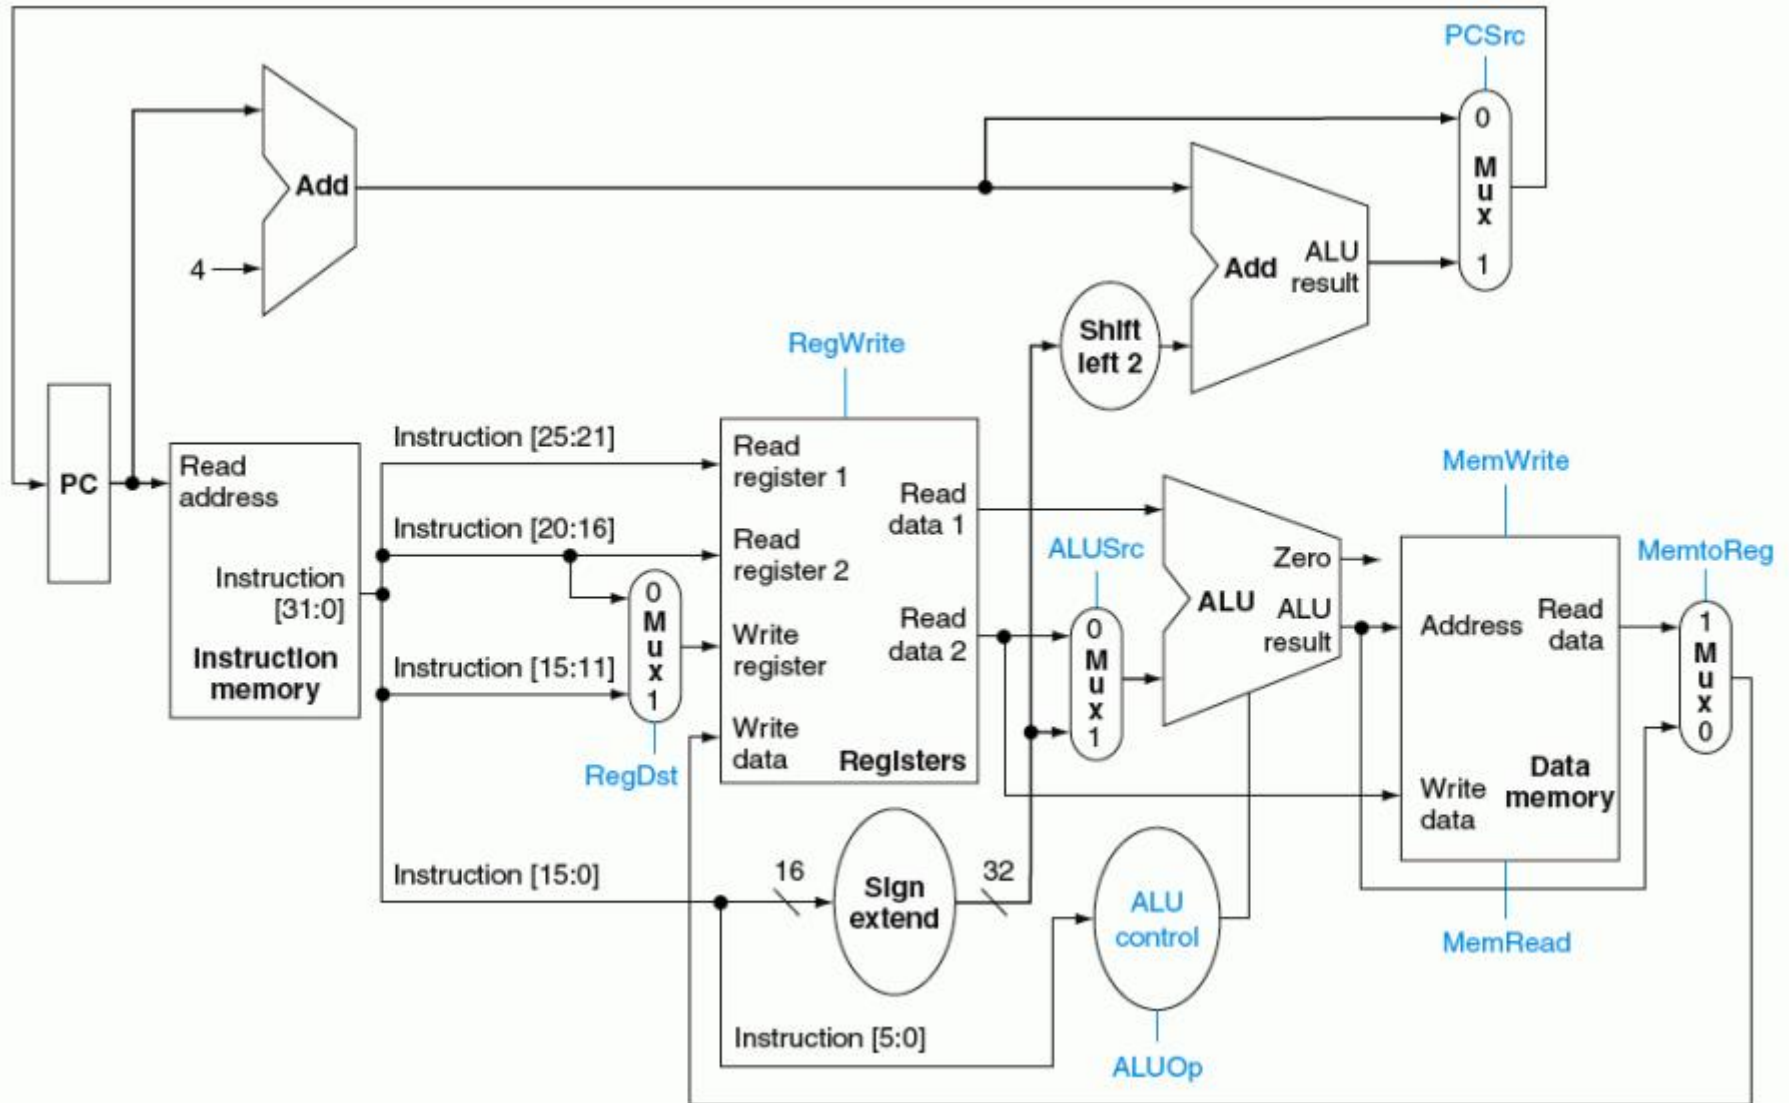 PCSrc
0
Mux
1
Add
4
Add
ALU
result
Shift
left 2
RegWrite
PC
Read
address
Instruction
[31:0]
Instruction
memory
Instruction [25:21]
Instruction [20:16]
Instruction [15:11]
Instruction [15:0]
Instruction [5:0]
0
Mux
1
RegDst
Read
register 1
Read
register 2
Write
register
Write
data
Read
data 1
Read
data 2
Registers
16
Sign
extend
32
ALUSrc
0
Mux
1
Zero
ALU
ALU
result
ALU
control
ALUOp
MemWrite
Address
Read
data
Write
data
Data
memory
MemRead
MemtoReg
1
Mux
0